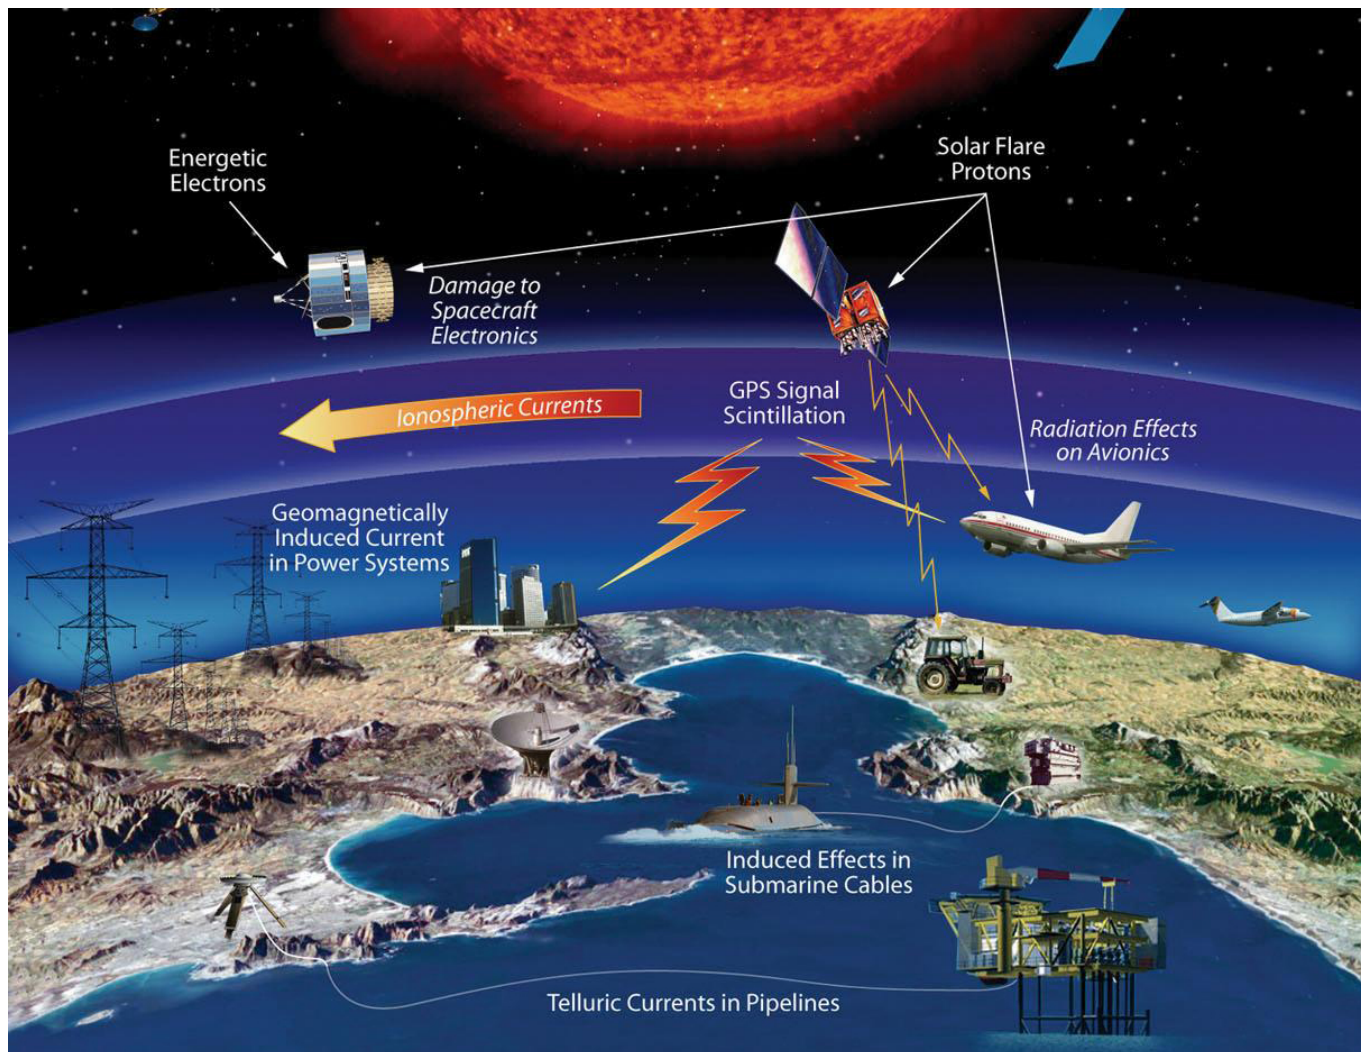 Energetic
Electrons
Solar Flare
Protons
Damage to
Spacecraft
Electronics
GPS Signal
Scintillation
Ionospheric Currents
Radiation Effects
on Avionics
Geomagnetically
Induced Current
in Power Systems
Induced Effects in
Submarine Cables
Telluric Currents in Pipelines